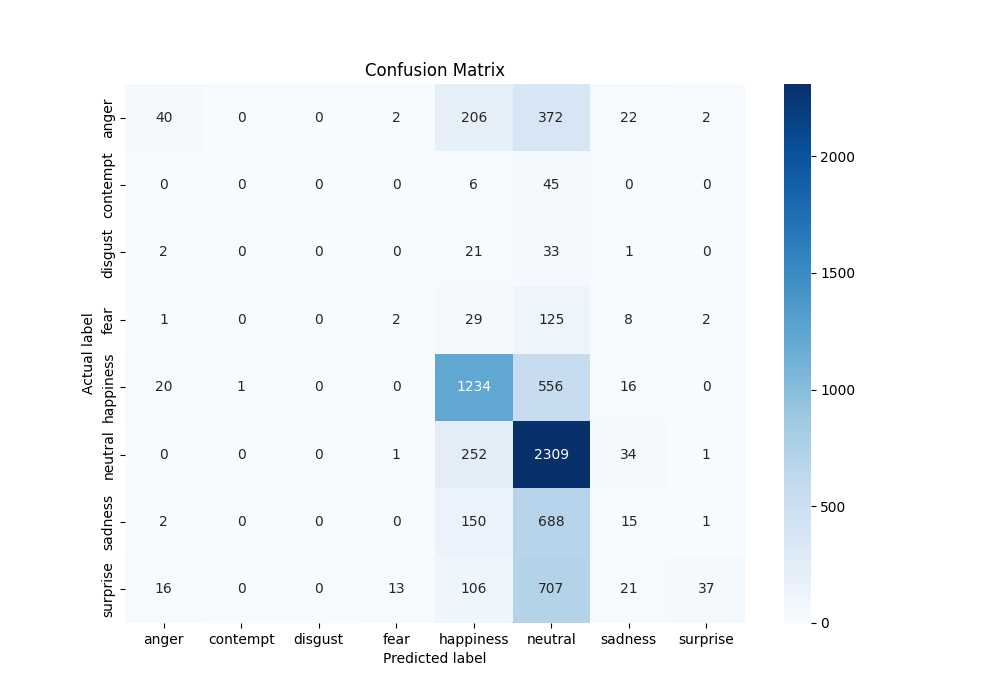 Confusion Matrix
Actual label
anger 40 0 0 2 206 372 22 2
contempt 0 0 0 0 6 45 0 0
disgust 2 0 0 0 21 33 1 0
fear 1 0 0 2 29 125 8 2
happiness 20 1 0 0 1234 556 16 0
neutral 0 0 0 1 252 2309 34 1
sadness 2 0 0 0 150 688 15 1
surprise 16 0 0 13 106 707 21 37
anger contempt disgust fear happiness neutral sadness surprise
Predicted label
2000
1500
1000
500
0